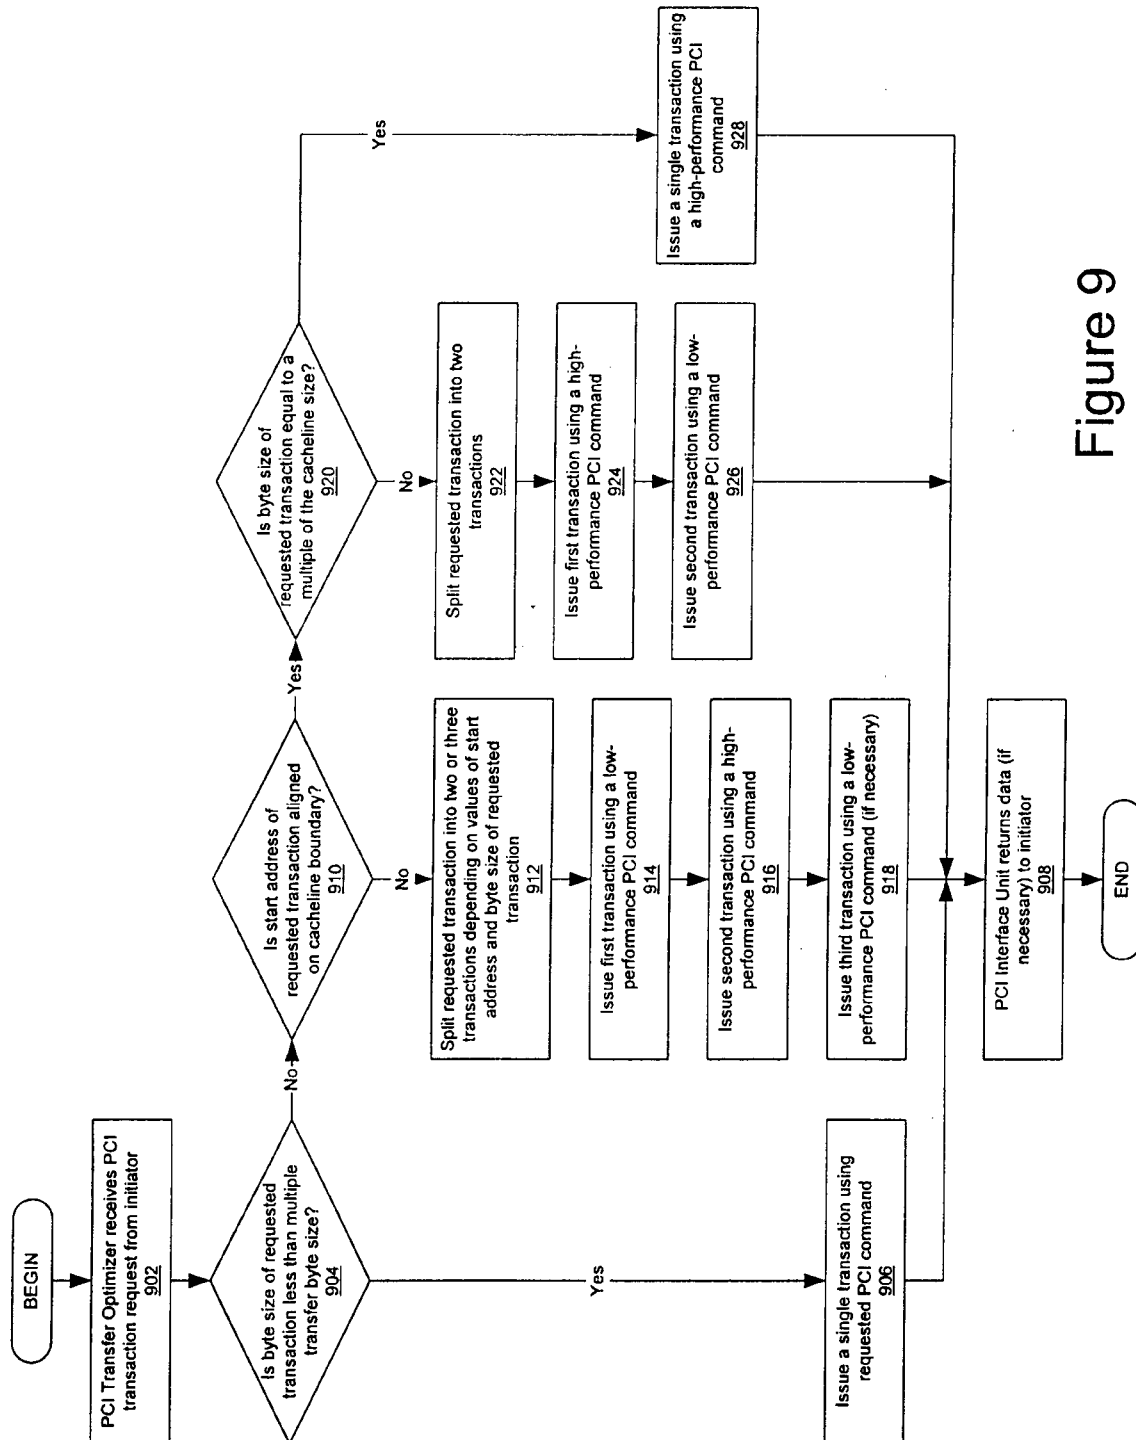 BEGIN
PCI Transfer Optimizer receives PCI
transaction request from initiator
902
Is byte size of requested
transaction less than multiple
transfer byte size?
904
No
Yes
Issue a single transaction using
requested PCI command
906
Is start address of
requested transaction aligned
on cacheline boundary?
910
Yes
No
Split requested transaction into two or three
transactions depending on values of start
address and byte size of requested
transaction
912
Issue first transaction using a low-
performance PCI command
914
Issue second transaction using a high-
performance PCI command
916
Issue third transaction using a low-
performance PCI command (if necessary)
918
Is byte size of
requested transaction equal to a
multiple of the cacheline size?
920
No
Yes
Split requested transaction into two
transactions
922
Issue first transaction using a high-
performance PCI command
924
Issue second transaction using a low-
performance PCI command
926
Issue a single transaction using
a high-performance PCI
command
928
PCI Interface Unit returns data (if
necessary) to initiator
908
END
Figure 9